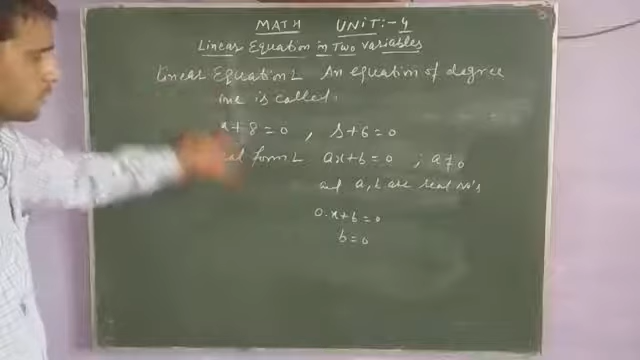 MATH UNIT:- 4
Linear Equation in Two Variables
Linear Equation:- An equation of degree
one is called.
x+8=0 , s+6=0
form:- ax+b=0 ; a≠0
and a, b are real no's
0.x+b=0
b=0